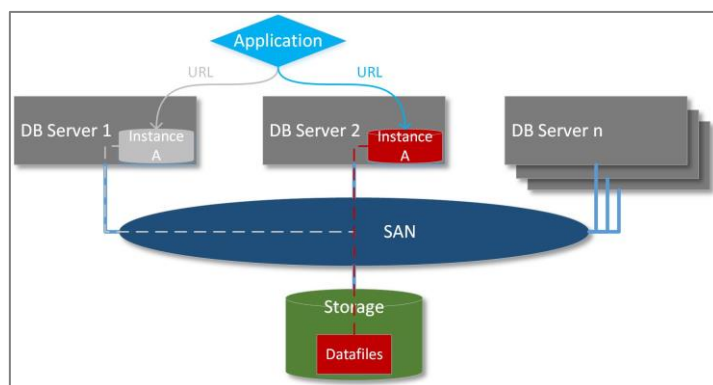 Application
URL
URL
DB Server 1
Instance
A
DB Server 2
Instance
A
DB Server n
SAN
Storage
Datafiles